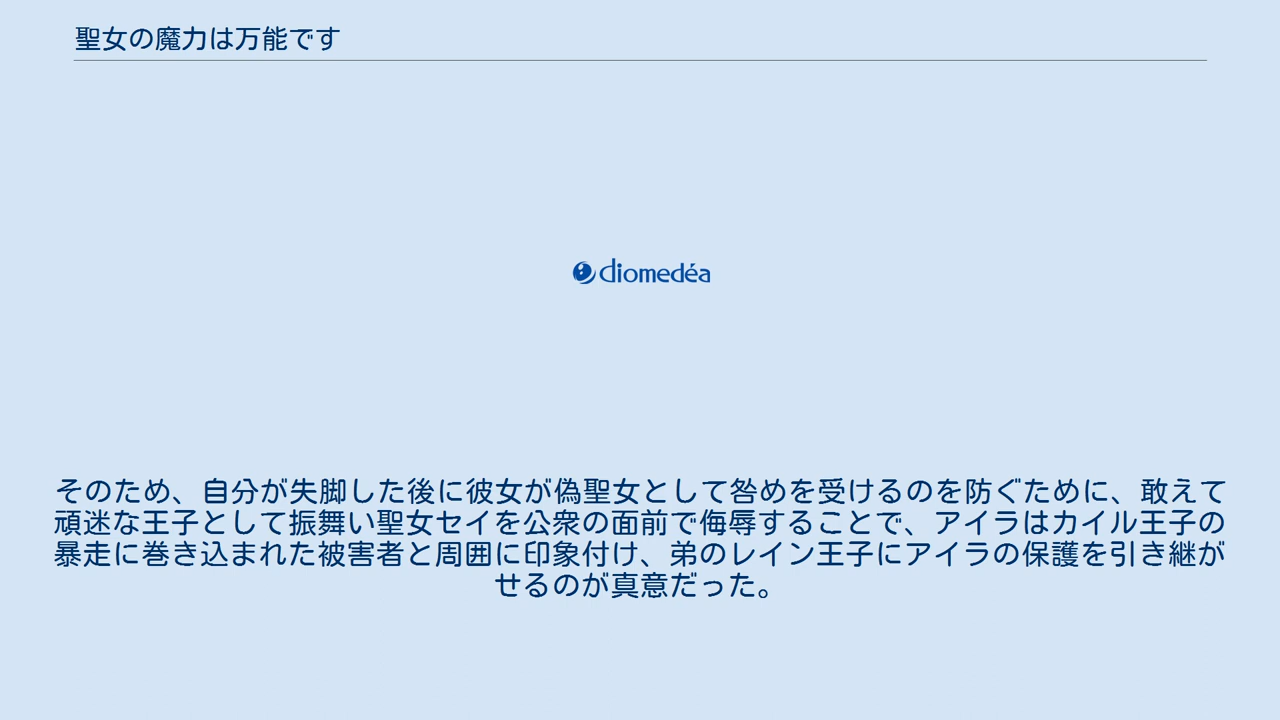 聖女の魔力は万能です
diomedéa
そのため、自分が失脚した後に彼女が偽聖女として咎めを受けるのを防ぐために、敢えて
頑迷な王子として振舞い聖女セイを公衆の面前で侮辱することで、アイラはカイル王子の
暴走に巻き込まれた被害者と周囲に印象付け、弟のレイン王子にアイラの保護を引き継が
せるのが真意だった。